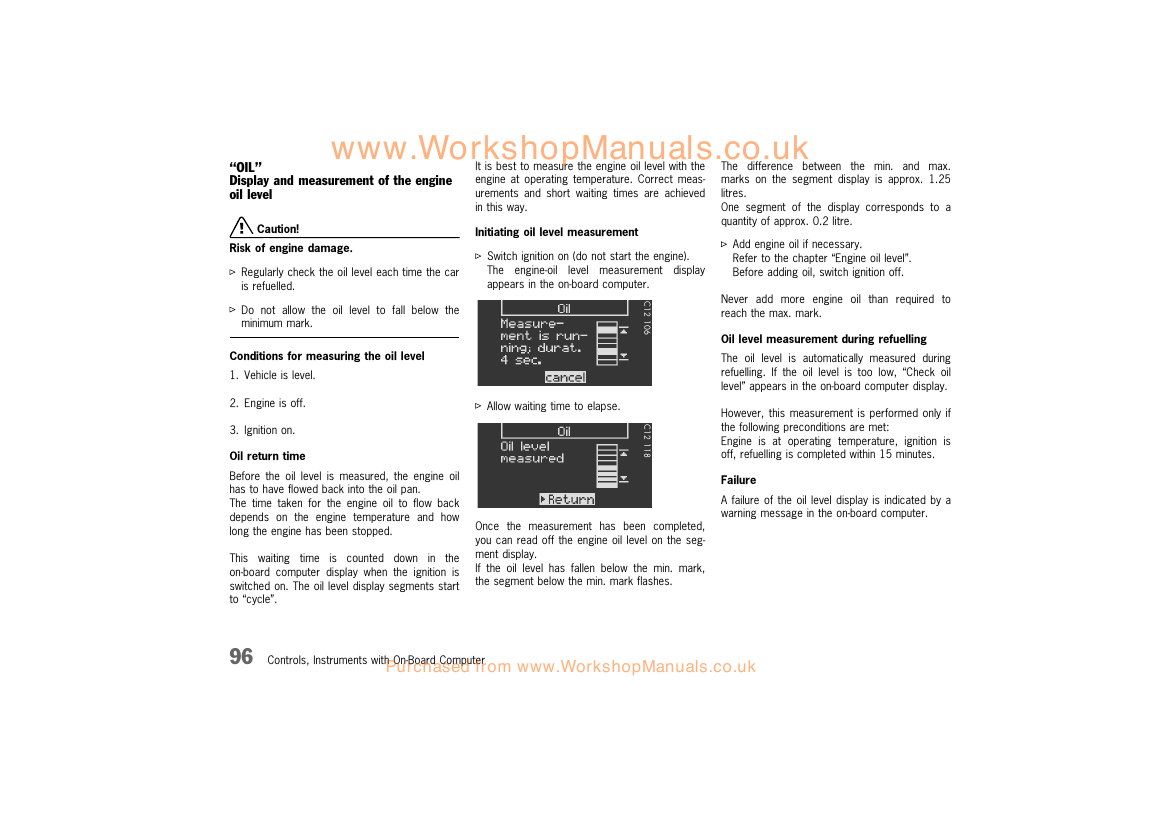 www.WorkshopManuals.co.uk
“OIL”
Display and measurement of the engine
oil level
Caution!
Risk of engine damage.
▷ Regularly check the oil level each time the car
is refuelled.
▷ Do not allow the oil level to fall below the
minimum mark.
Conditions for measuring the oil level
1. Vehicle is level.
2. Engine is off.
3. Ignition on.
Oil return time
Before the oil level is measured, the engine oil
has to have flowed back into the oil pan.
The time taken for the engine oil to flow back
depends on the engine temperature and how
long the engine has been stopped.
This waiting time is counted down in the
on-board computer display when the ignition is
switched on. The oil level display segments start
to “cycle”.
It is best to measure the engine oil level with the
engine at operating temperature. Correct meas-
urements and short waiting times are achieved
in this way.
Initiating oil level measurement
▷ Switch ignition on (do not start the engine).
The engine-oil level measurement display
appears in the on-board computer.
Oil
Measure-
ment is run-
ning; durat.
4 sec.
cancel
C12 106
▷ Allow waiting time to elapse.
Oil
Oil level
measured
Return
C12 118
Once the measurement has been completed,
you can read off the engine oil level on the seg-
ment display.
If the oil level has fallen below the min. mark,
the segment below the min. mark flashes.
The difference between the min. and max.
marks on the segment display is approx. 1.25
litres.
One segment of the display corresponds to a
quantity of approx. 0.2 litre.
▷ Add engine oil if necessary.
Refer to the chapter “Engine oil level”.
Before adding oil, switch ignition off.
Never add more engine oil than required to
reach the max. mark.
Oil level measurement during refuelling
The oil level is automatically measured during
refuelling. If the oil level is too low, “Check oil
level” appears in the on-board computer display.
However, this measurement is performed only if
the following preconditions are met:
Engine is at operating temperature, ignition is
off, refuelling is completed within 15 minutes.
Failure
A failure of the oil level display is indicated by a
warning message in the on-board computer.
96 Controls, Instruments with On-Board Computer
Purchased from www.WorkshopManuals.co.uk